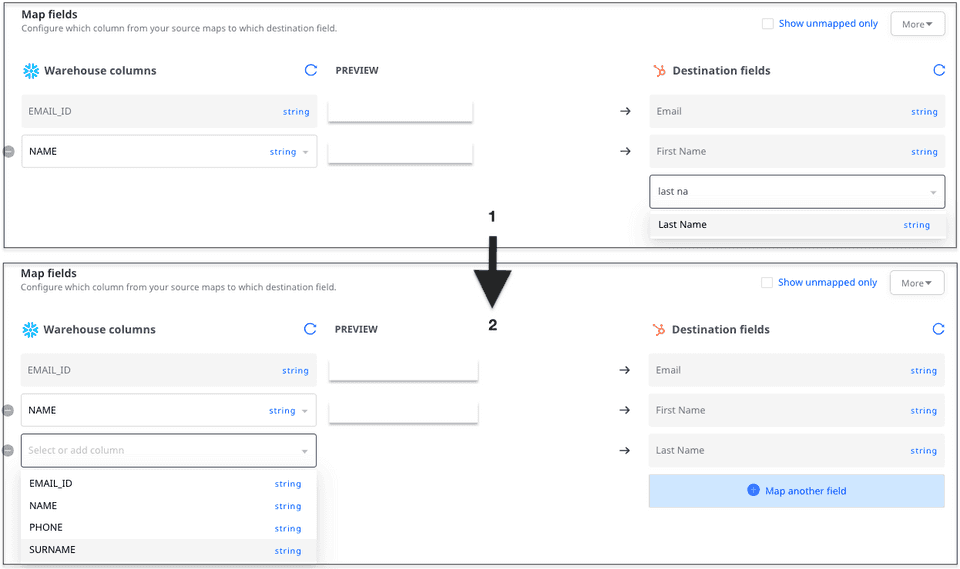 Map fields
Configure which column from your source maps to which destination field.
Show unmapped only
More
Warehouse columns
PREVIEW
Destination fields
EMAIL_ID string
Email string
NAME string
First Name string
last na
Last Name string
1
2
Map fields
Configure which column from your source maps to which destination field.
Show unmapped only
More
Warehouse columns
PREVIEW
Destination fields
EMAIL_ID string
Email string
NAME string
First Name string
Select or add column
Last Name string
EMAIL_ID string
Map another field
NAME string
PHONE string
SURNAME string